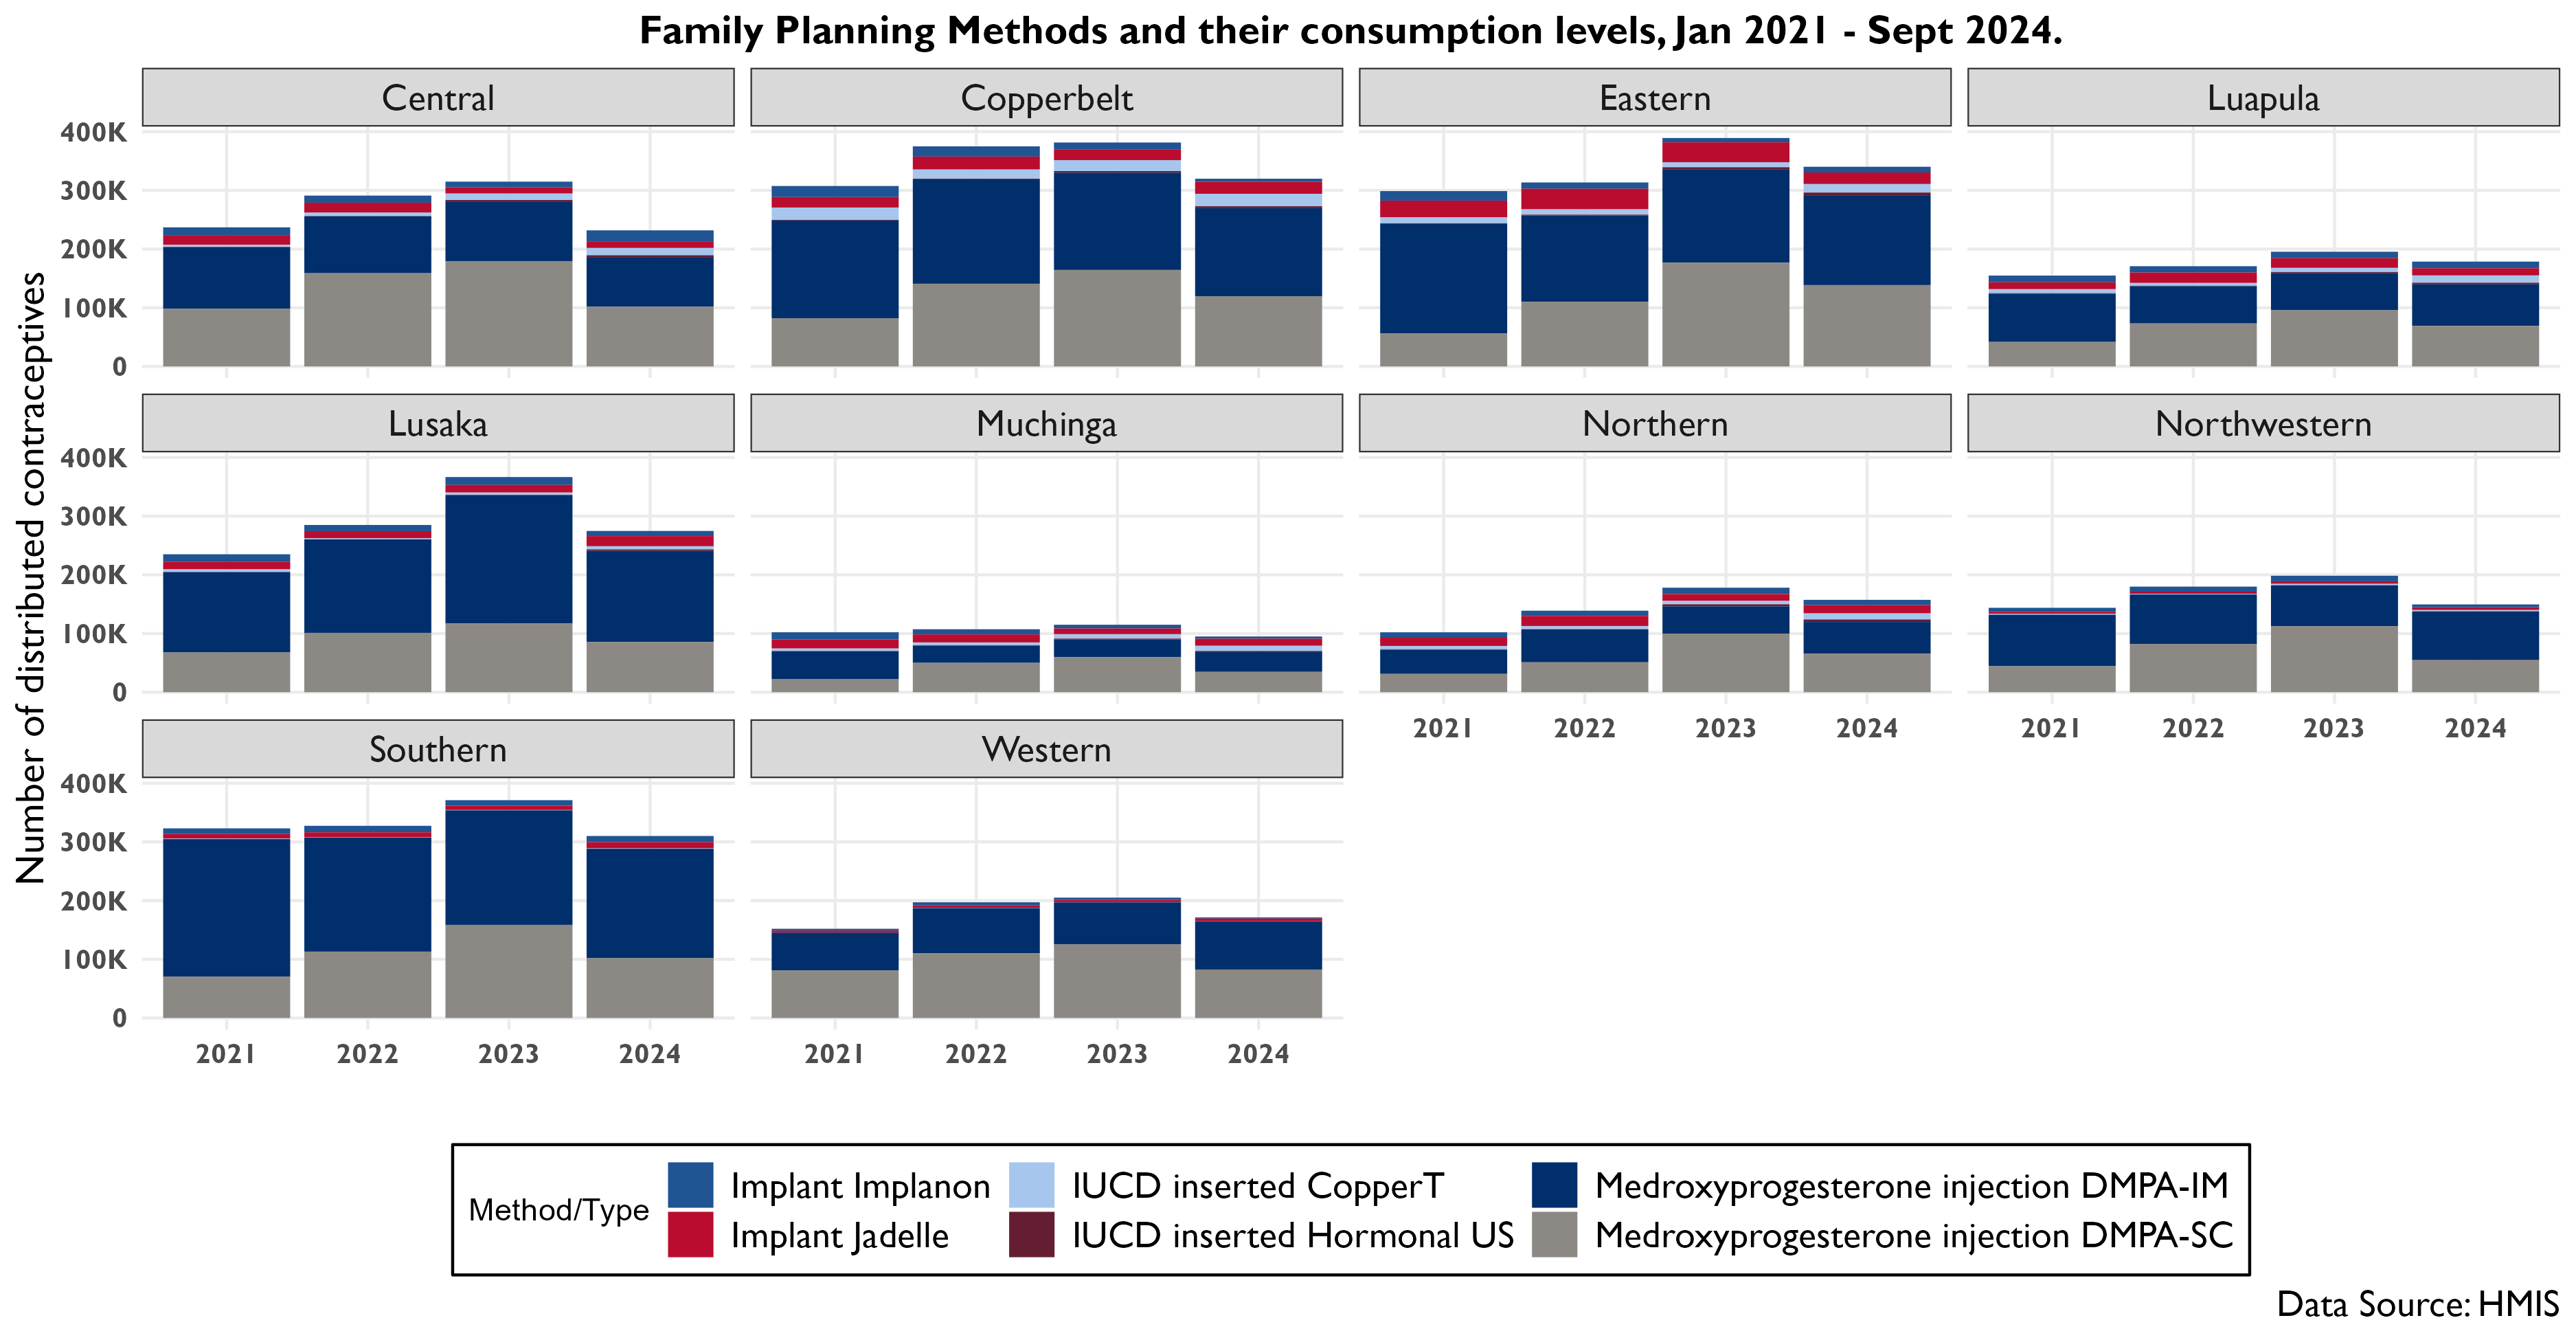 Family Planning Methods and their consumption levels, Jan 2021 - Sept 2024.
Number of distributed contraceptives
Central
Copperbelt
Eastern
Luapula
400K
300K
200K
100K
0
Lusaka
Muchinga
Northern
Northwestern
400K
300K
200K
100K
0
2021 2022 2023 2024
2021 2022 2023 2024
Southern
Western
400K
300K
200K
100K
0
2021 2022 2023 2024
2021 2022 2023 2024
Method/Type
Implant Implanon
Implant Jadelle
IUCD inserted CopperT
IUCD inserted Hormonal US
Medroxyprogesterone injection DMPA-IM
Medroxyprogesterone injection DMPA-SC
Data Source: HMIS